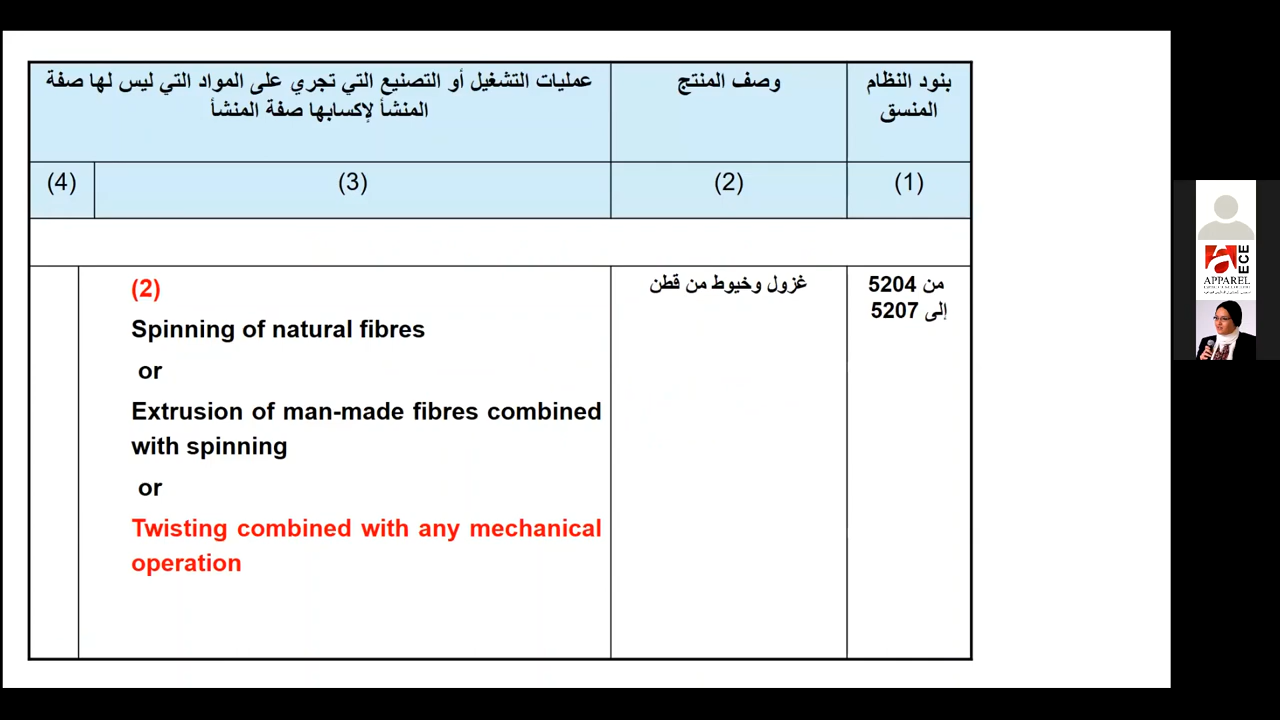 بنود النظام
المنسق
وصف المنتج
عمليات التشغيل أو التصنيع التي تجري على المواد التي ليس لها صفة
المنشأ لإكسابها صفة المنشأ
(1)
(2)
(3)
(4)
من 5204
إلى 5207
غزول وخيوط من قطن
(2)
Spinning of natural fibres
or
Extrusion of man-made fibres combined
with spinning
or
Twisting combined with any mechanical
operation
ECE
APPAREL